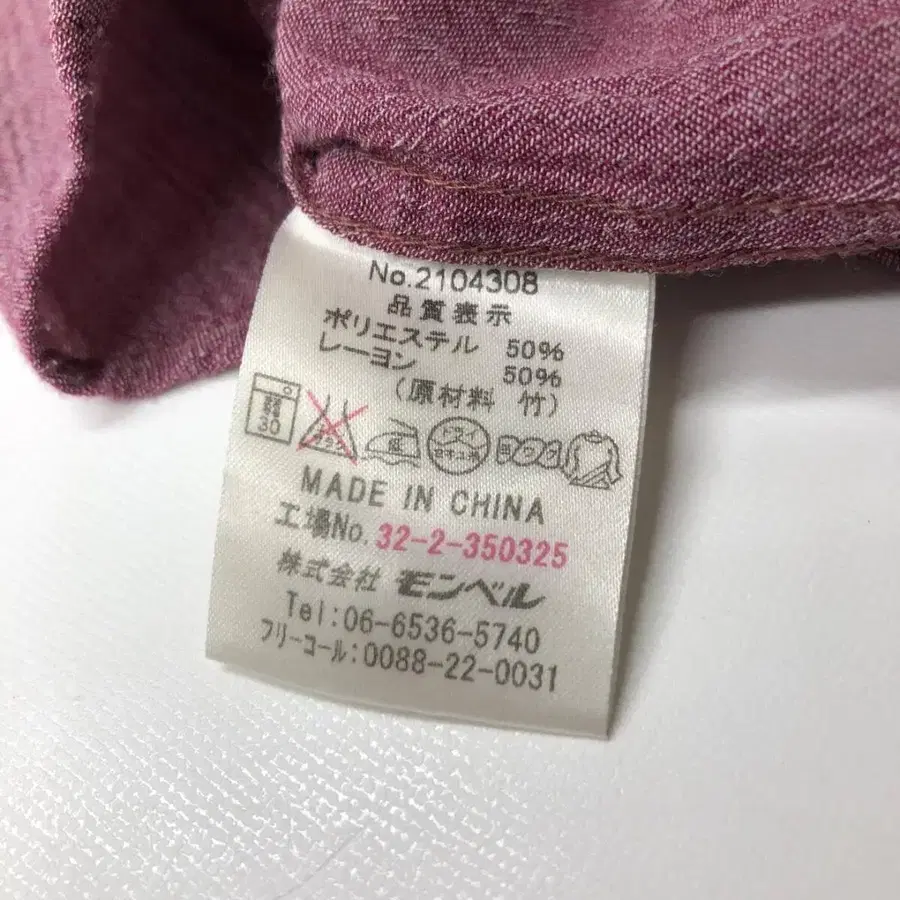 No.2104308
品質表示
ポリエステル 50%
レーヨン 50%
(原材料 竹)
30
MADE IN CHINA
工場No. 32-2-350325
株式会社 モンベル
Tel:06-6536-5740
フリーコール:0088-22-0031